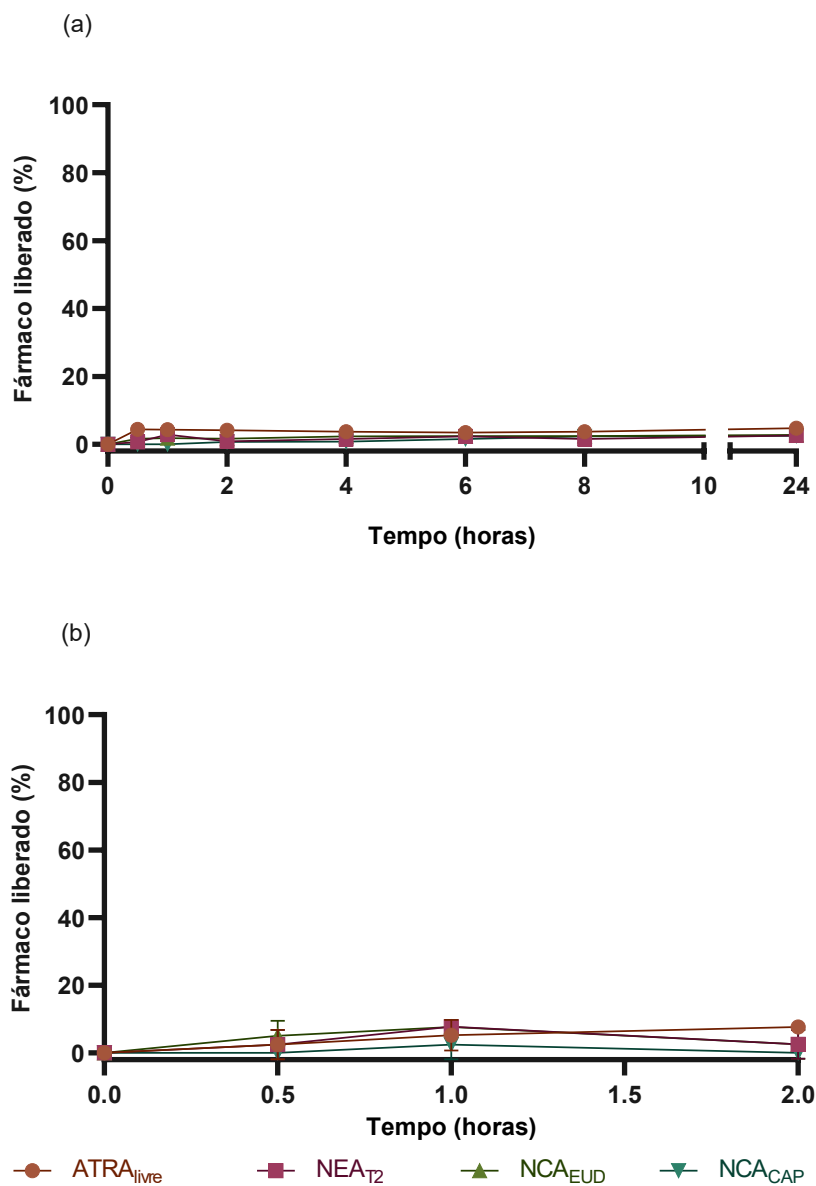 (a)
100
80
60
40
20
0
Fármaco liberado (%)
0 2 4 6 8 10 24
Tempo (horas)
(b)
100
80
60
40
20
0
Fármaco liberado (%)
0.0 0.5 1.0 1.5 2.0
Tempo (horas)
ATRAlivre NEAT2 NCAEUD NCACAP